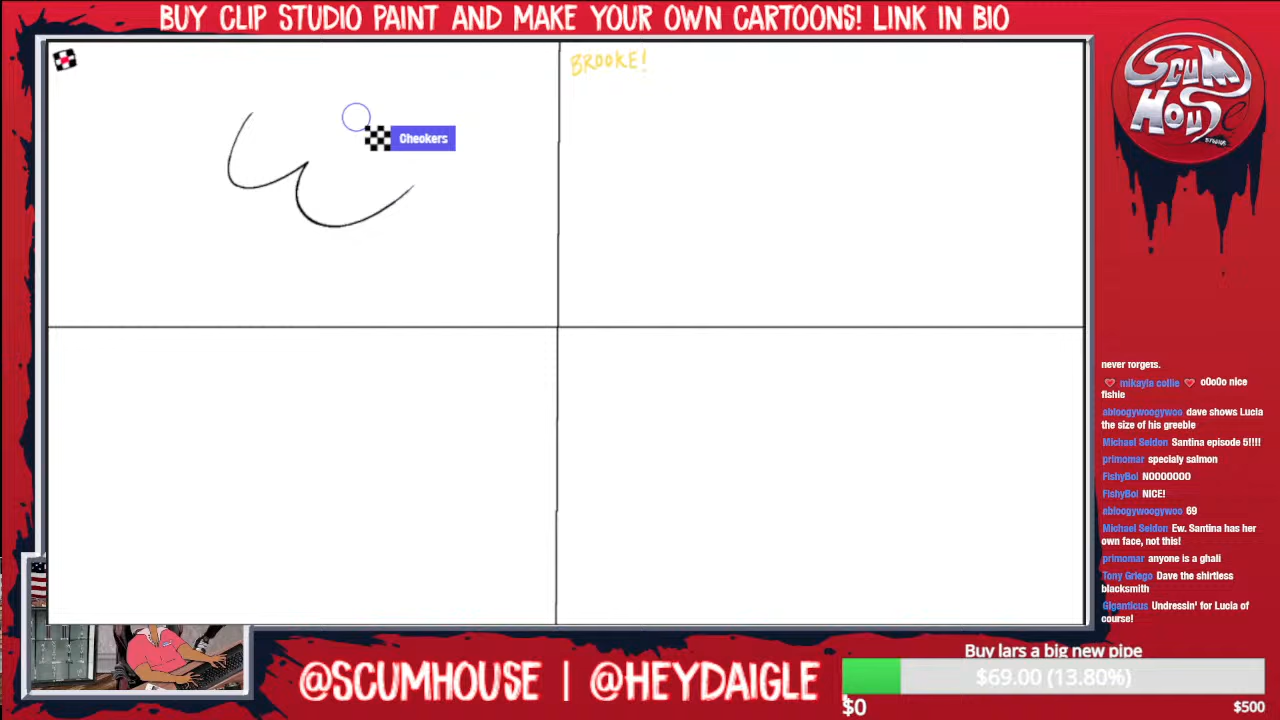 BUY CLIP STUDIO PAINT AND MAKE YOUR OWN CARTOONS! LINK IN BIO
SCUM
HOUSE
STUDIOS
BROOKE!
Cheokers
never forgets.
mikayla collie o0o0o nice
fishie
abloogywoogywoo dave shows Lucia
the size of his greeble
Michael Seldon Santina episode 5!!!!
primomar specialy salmon
FishyBoi NOOOOOOO
FishyBoi NICE!
abloogywoogywoo 69
Michael Seldon Ew. Santina has her
own face, not this!
primomar anyone is a ghali
Tony Griego Dave the shirtless
blacksmith
Giganticus Undressin' for Lucia of
course!
@SCUMHOUSE | @HEYDAIGLE
Buy lars a big new pipe
$69.00 (13.80%)
$0
$500